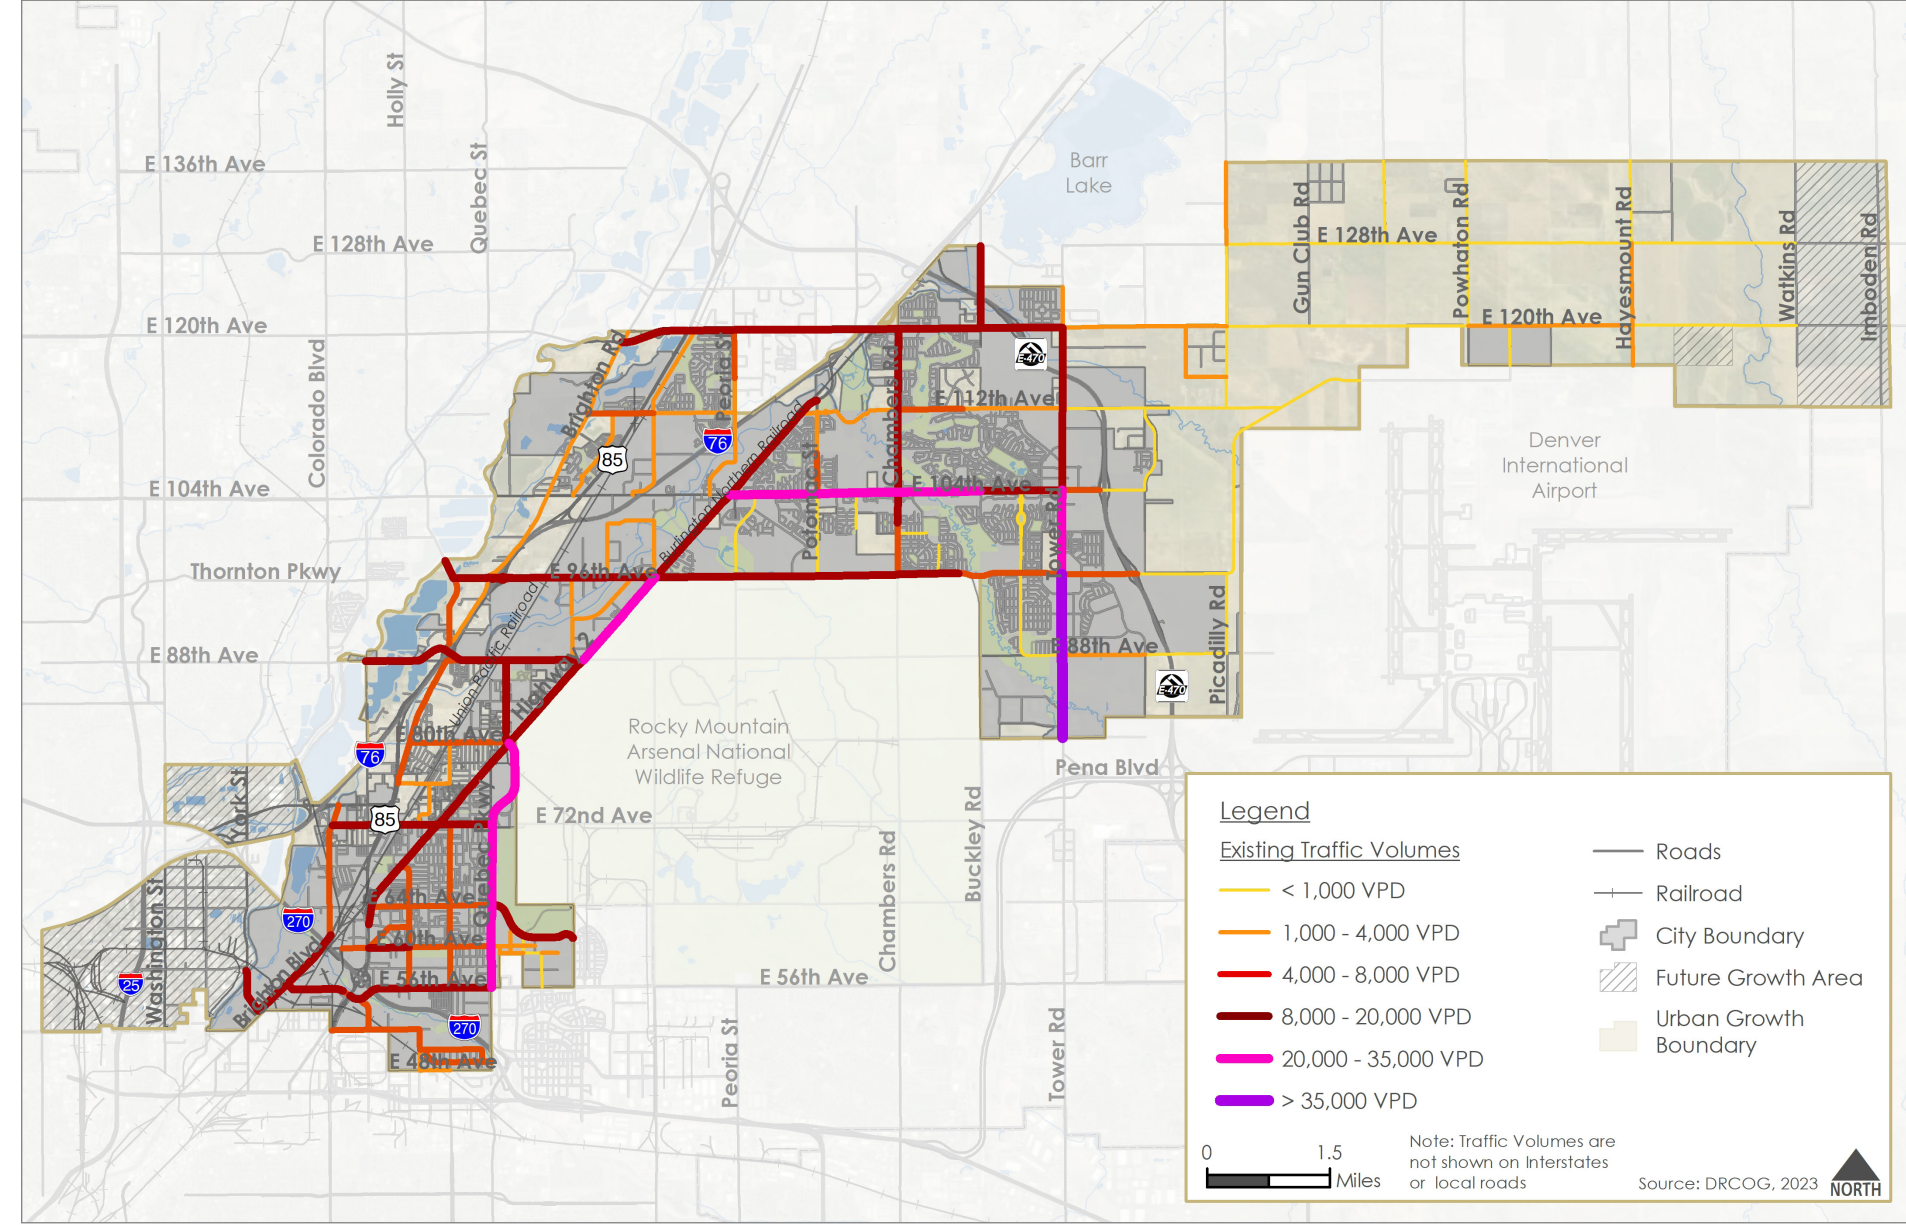 Holly St
E 136th Ave
Quebec St
Barr
Lake
E 128th Ave
Gun Club Rd
E 128th Ave
Powhaton Rd
Hayesmount Rd
Watkins Rd
Imboden Rd
E 120th Ave
E 120th Ave
Colorado Blvd
Brighton Rd
Peoria St
Chambers Rd
E-470
E 112th Ave
85
76
Burlington Northern Railroad
Potomac St
Denver
International
Airport
E 104th Ave
E 104th Ave
Tower Rd
Thornton Pkwy
E 96th Ave
Union Pacific Railroad
E 88th Ave
Highway 2
E 88th Ave
Picadilly Rd
E-470
E 80th Ave
76
Rocky Mountain
Arsenal National
Wildlife Refuge
Pena Blvd
York St
85
Quebec Pkwy
E 72nd Ave
Chambers Rd
Buckley Rd
Washington St
E 64th Ave
270
E 60th Ave
E 56th Ave
E 56th Ave
25
Brighton Blvd
270
E 48th Ave
Peoria St
Tower Rd
Legend
Existing Traffic Volumes
< 1,000 VPD
1,000 - 4,000 VPD
4,000 - 8,000 VPD
8,000 - 20,000 VPD
20,000 - 35,000 VPD
> 35,000 VPD
Roads
Railroad
City Boundary
Future Growth Area
Urban Growth
Boundary
0 1.5
Miles
Note: Traffic Volumes are
not shown on Interstates
or local roads
Source: DRCOG, 2023
NORTH